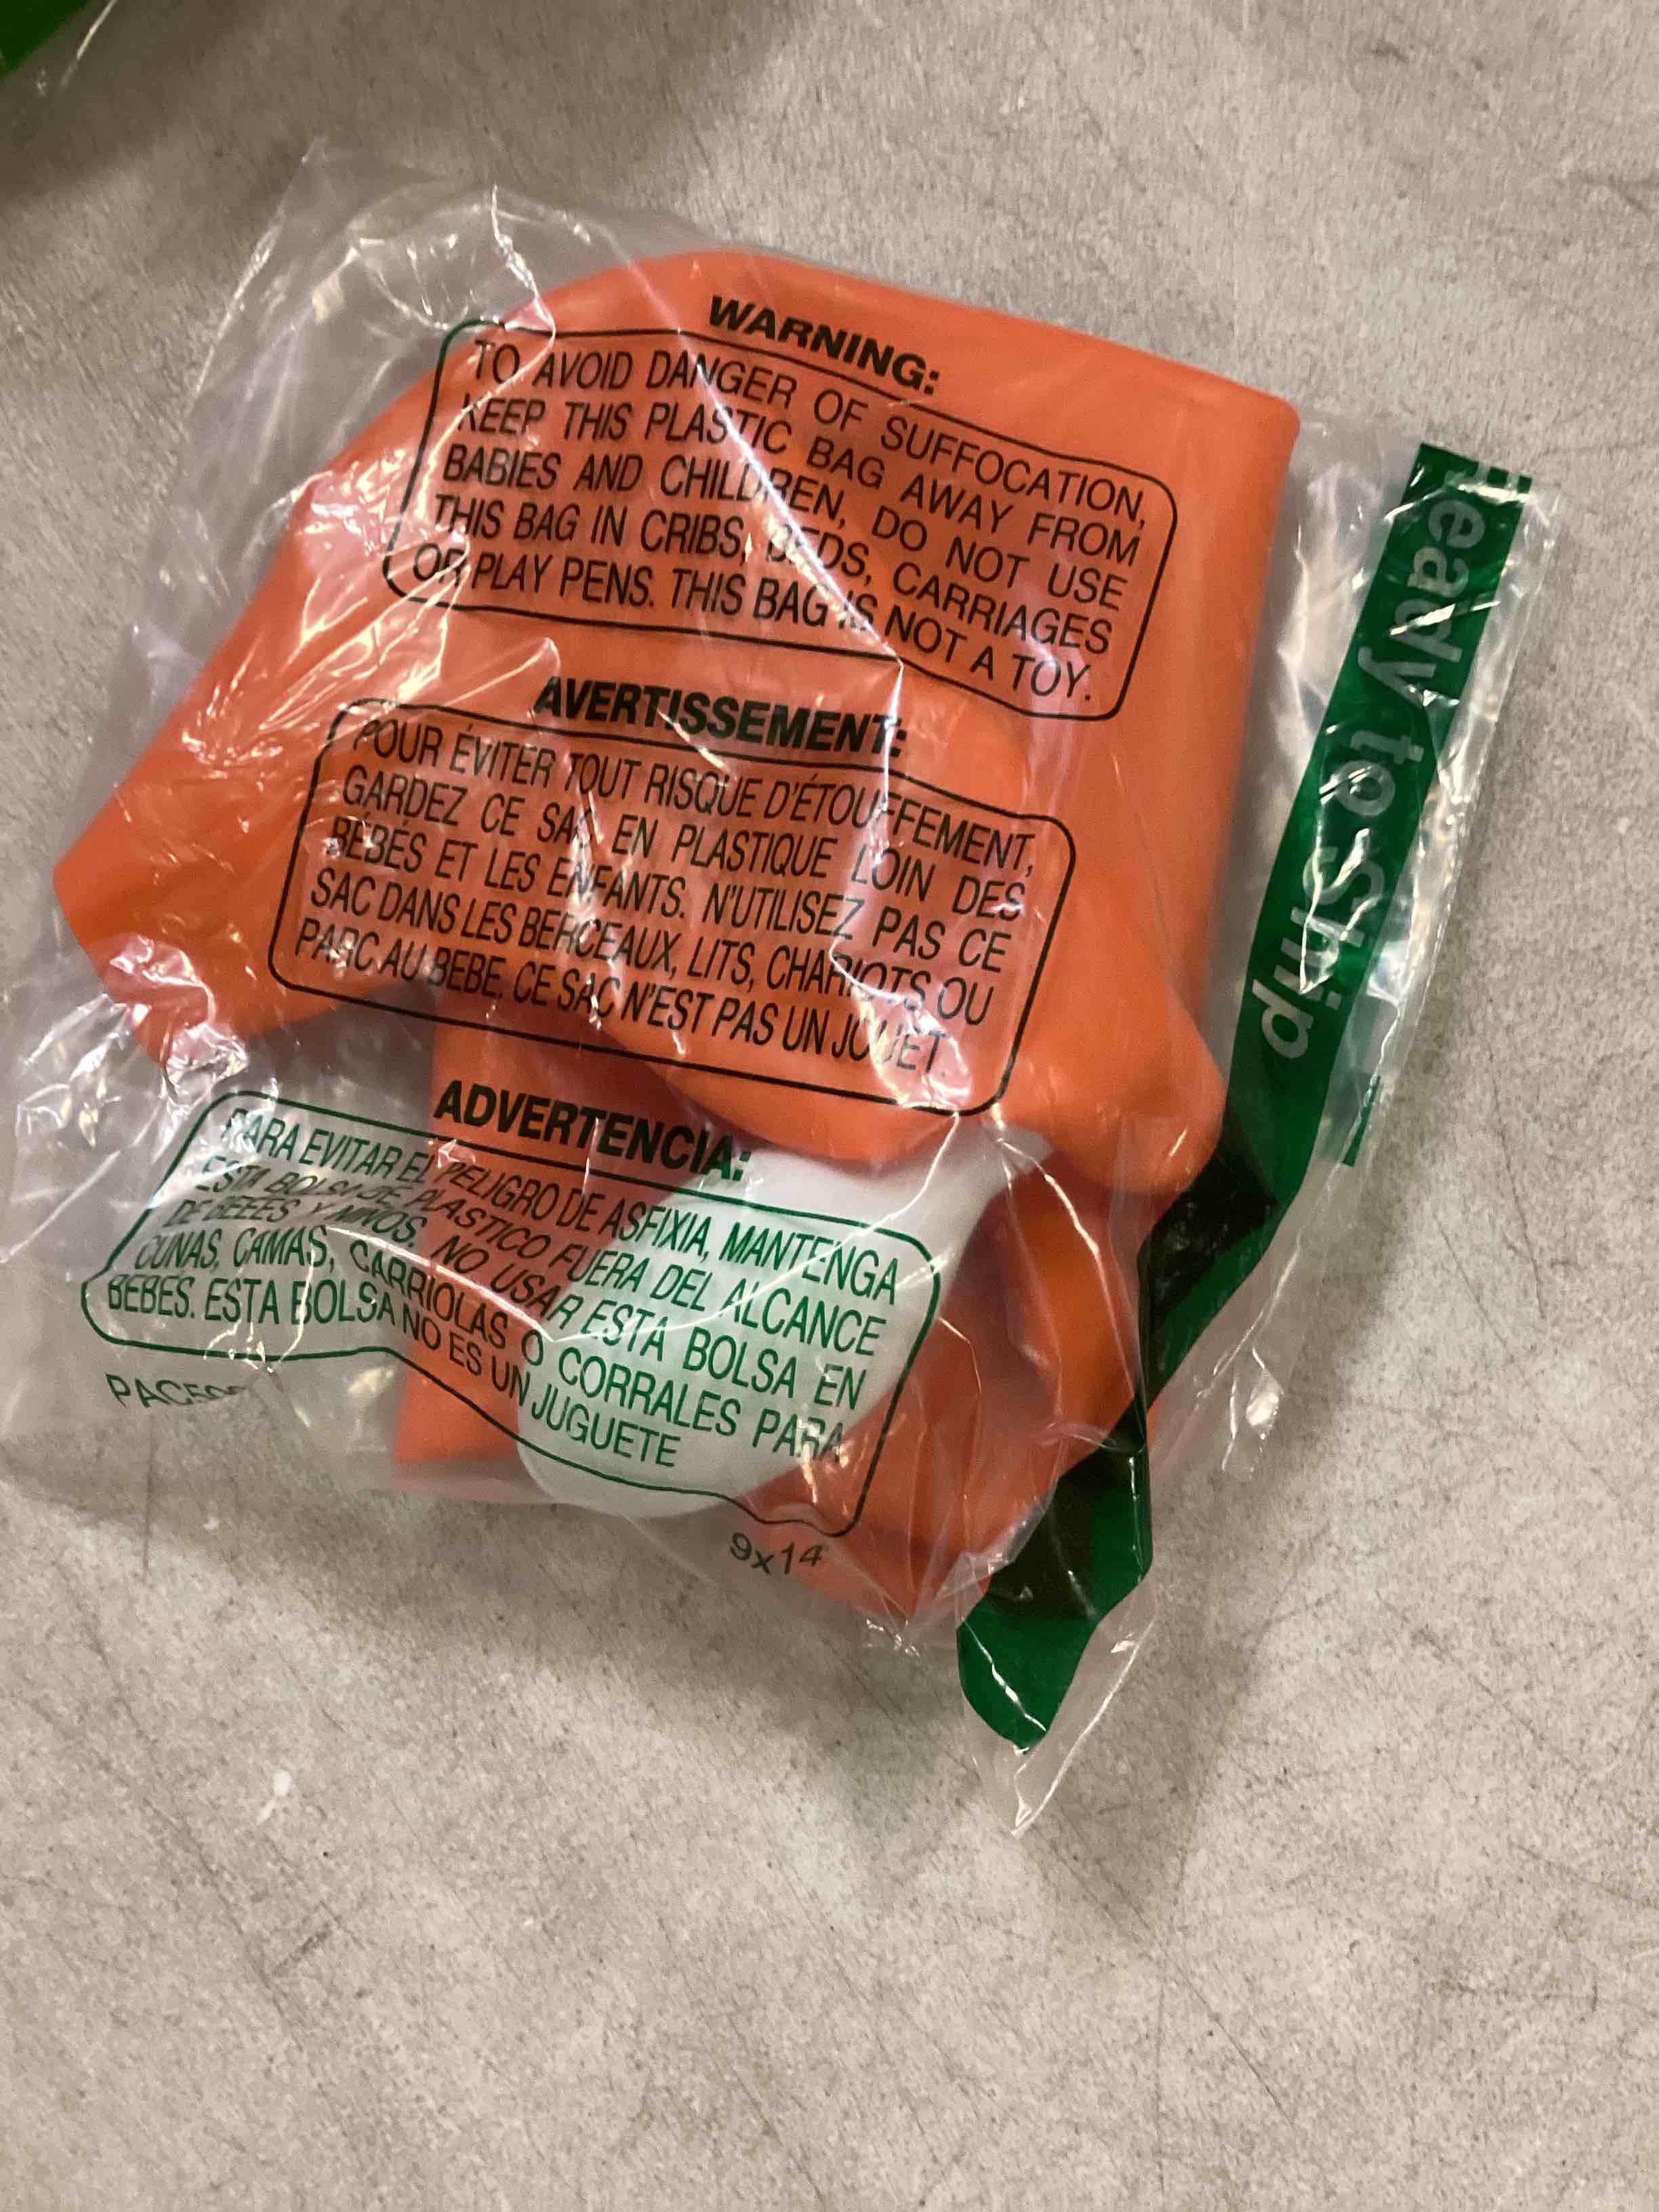 WARNING:
TO AVOID DANGER OF SUFFOCATION,
KEEP THIS PLASTIC BAG AWAY FROM
BABIES AND CHILDREN, DO NOT USE
THIS BAG IN CRIBS, BEDS, CARRIAGES
OR PLAY PENS. THIS BAG IS NOT A TOY.
AVERTISSEMENT:
POUR ÉVITER TOUT RISQUE D'ÉTOUFFEMENT,
GARDEZ CE SAC EN PLASTIQUE LOIN DES
BÉBÉS ET LES ENFANTS. N'UTILISEZ PAS CE
SAC DANS LES BERCEAUX, LITS, CHARIOTS OU
PARC AU BEBE. CE SAC N'EST PAS UN JOUET.
ADVERTENCIA:
PARA EVITAR EL PELIGRO DE ASFIXIA, MANTENGA
ESTA BOLSA DE PLASTICO FUERA DEL ALCANCE
DE BEBES Y NINOS. NO USAR ESTA BOLSA EN
CUNAS, CAMAS, CARRIOLAS O CORRALES PARA
BEBES. ESTA BOLSA NO ES UN JUGUETE
9x14
Ready to Ship